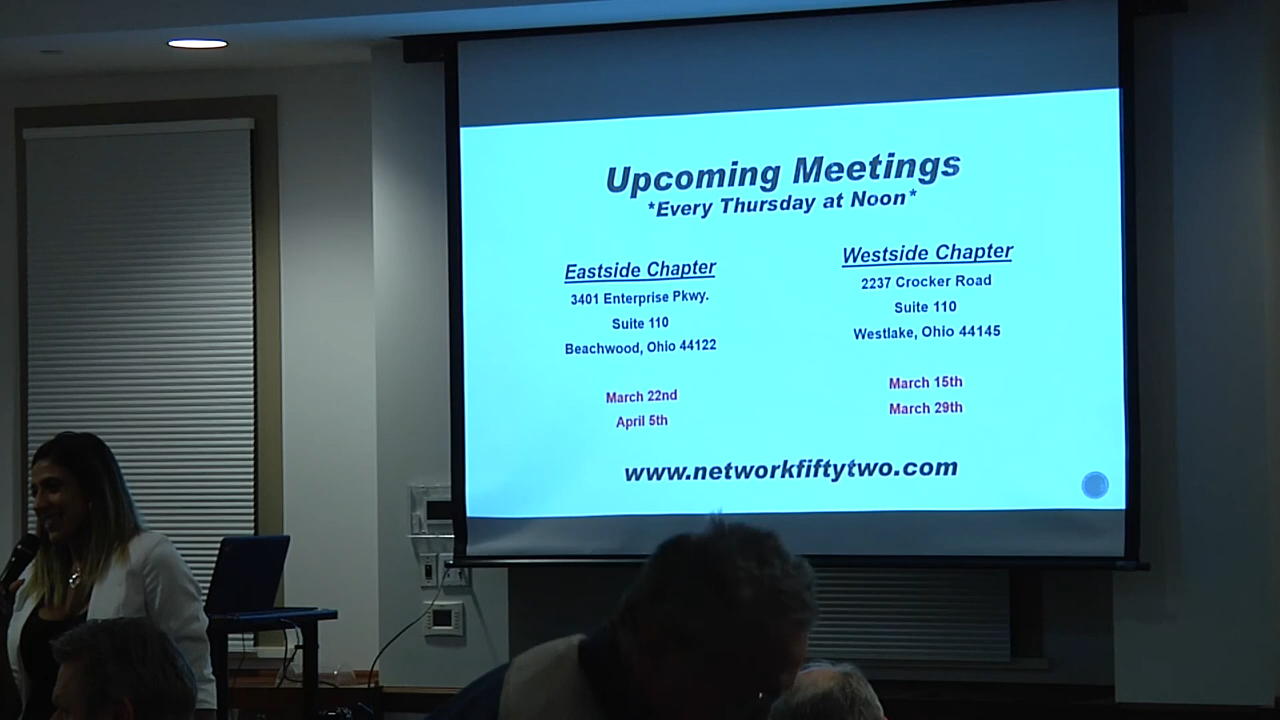 Upcoming Meetings
*Every Thursday at Noon*
Eastside Chapter
3401 Enterprise Pkwy.
Suite 110
Beachwood, Ohio 44122
March 22nd
April 5th
Westside Chapter
2237 Crocker Road
Suite 110
Westlake, Ohio 44145
March 15th
March 29th
www.networkfiftytwo.com